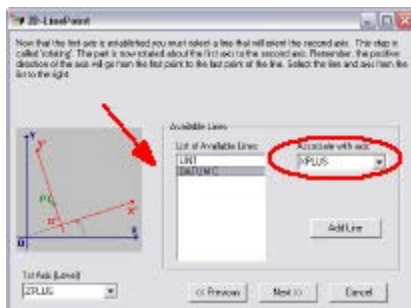 2D-LinePoint
Now that the first axis is established you must select a line that will orient the second axis. This step is
called 'rotating'. The part is now rotated about the first axis to the second axis. Remember, the positive
direction of the axis will go from the first point to the last point of the line. Select the line and axis from the
list to the right.
Available Lines
List of Available Lines:
Associate with axis:
LIN1
XPLUS
DATUM C
Y
Y'
X'
X
Add Line
1st Axis (Level)
ZPLUS
<< Previous
Next >>
Cancel